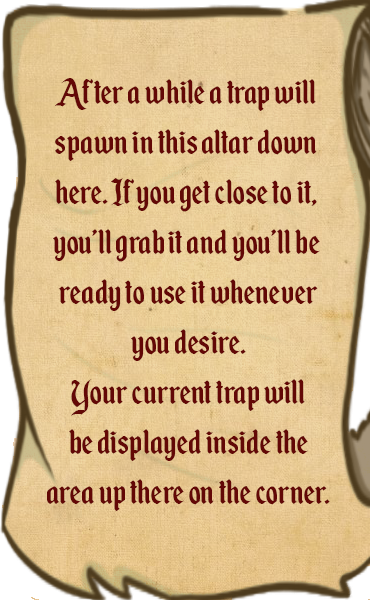 After a while a trap will
spawn in this altar down
here. If you get close to it,
you'll grab it and you'll be
ready to use it whenever
you desire.
Your current trap will
be displayed inside the
area up there on the corner.